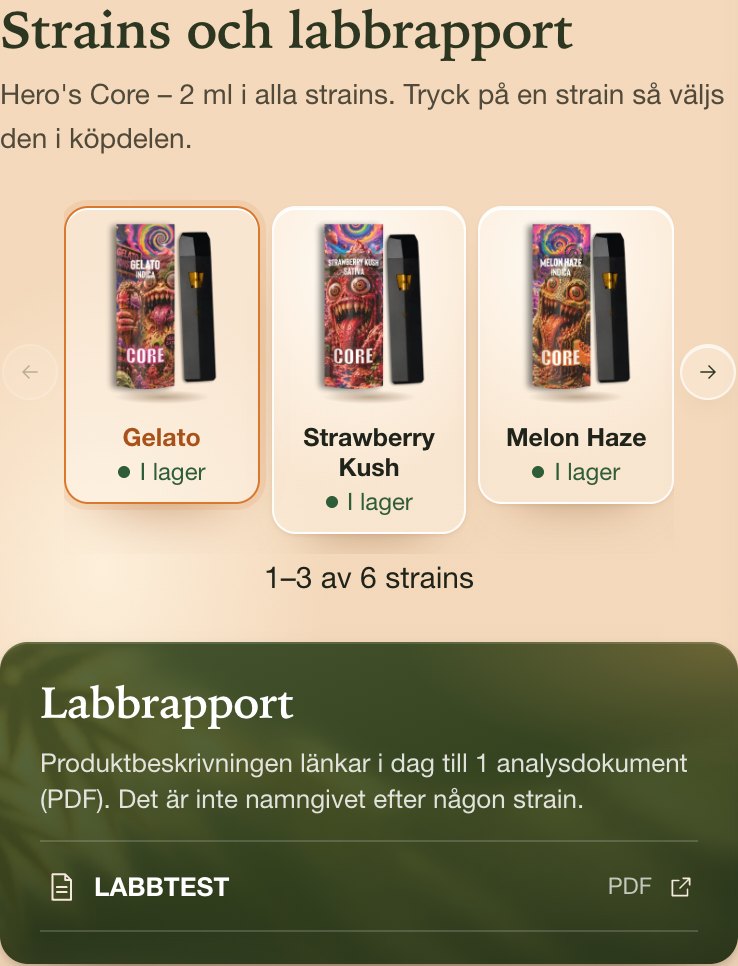 Strains och labbrapport
Hero's Core – 2 ml i alla strains. Tryck på en strain så väljs
den i köpdelen.
GELATO
INDICA
CORE
STRAWBERRY KUSH
SATIVA
CORE
MELON HAZE
INDICA
CORE
Gelato
I lager
Strawberry
Kush
I lager
Melon Haze
I lager
1–3 av 6 strains
Labbrapport
Produktbeskrivningen länkar i dag till 1 analysdokument
(PDF). Det är inte namngivet efter någon strain.
LABBTEST
PDF